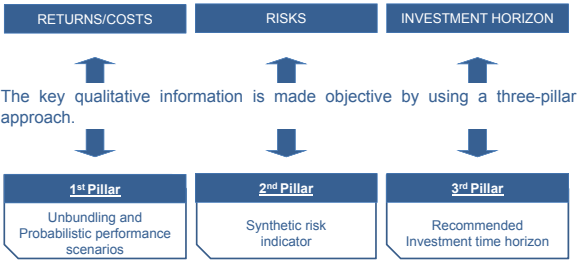 RETURNS/COSTS
RISKS
INVESTMENT HORIZON
The key qualitative information is made objective by using a three-pillar
approach.
1st Pillar
Unbundling and
Probabilistic performance
scenarios
2nd Pillar
Synthetic risk
indicator
3rd Pillar
Recommended
Investment time horizon